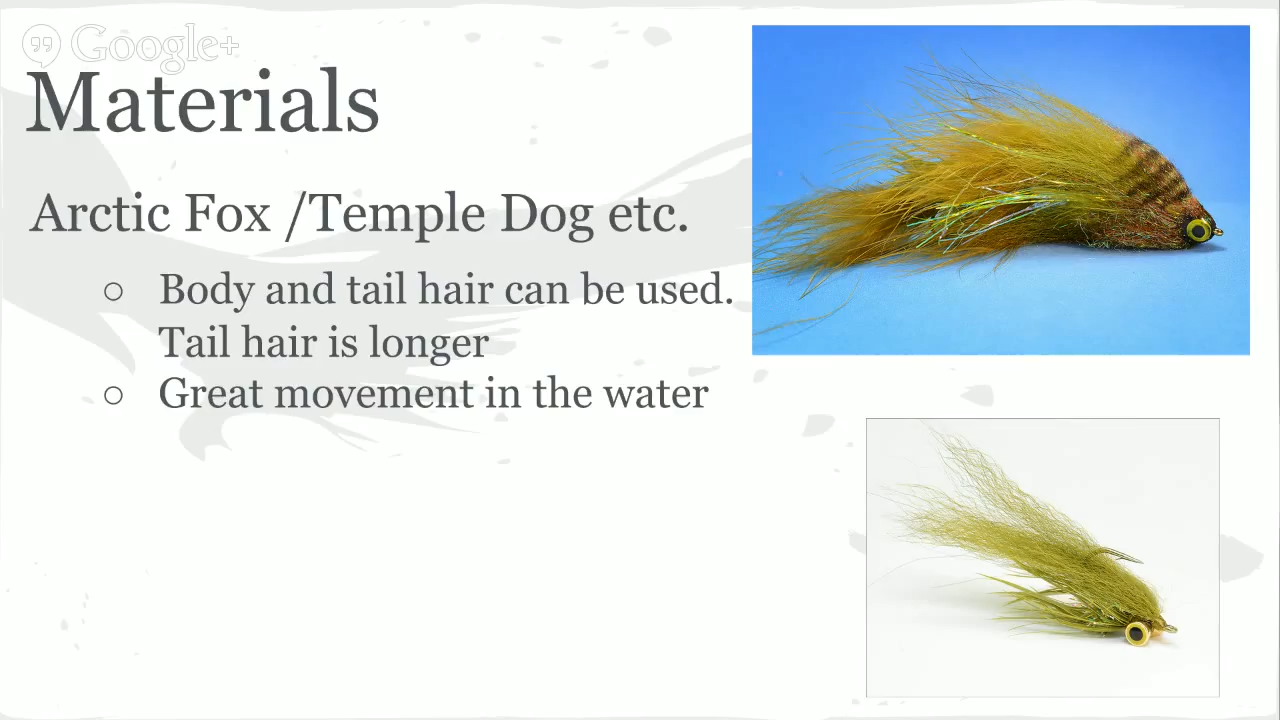 Google+
Materials
Arctic Fox /Temple Dog etc.
○ Body and tail hair can be used.
Tail hair is longer
○ Great movement in the water